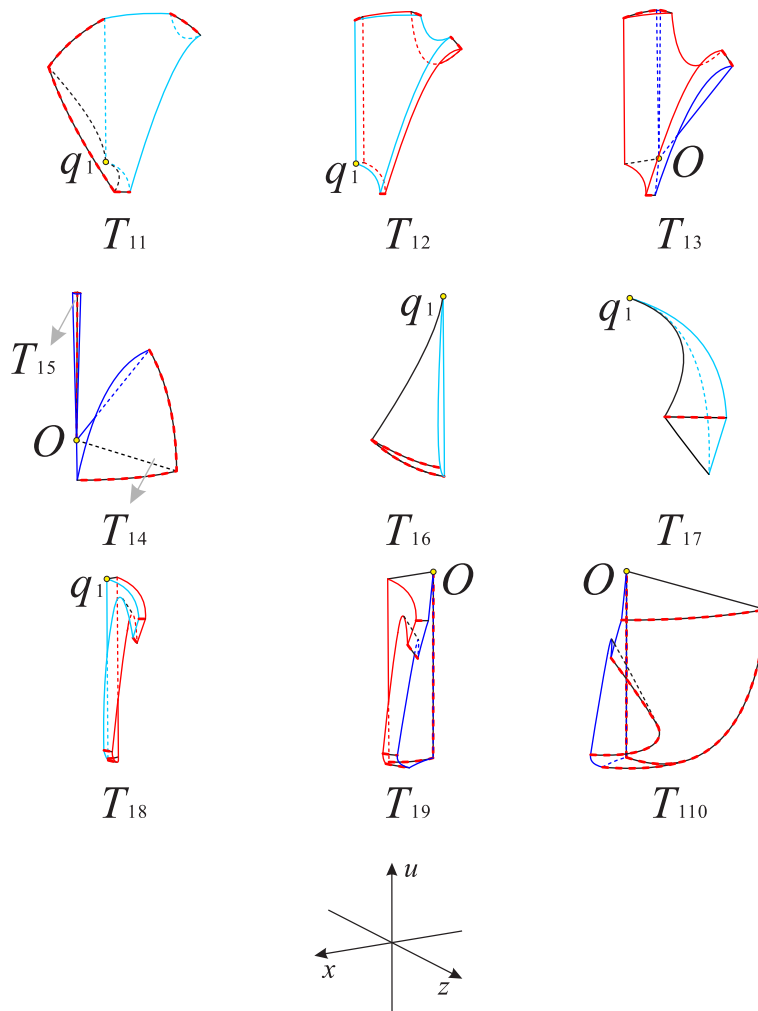 q1 q1 O
T11 T12 T13
T15 O q1 q1
T14 T16 T17
q1 O O
T18 T19 T110
u
x z